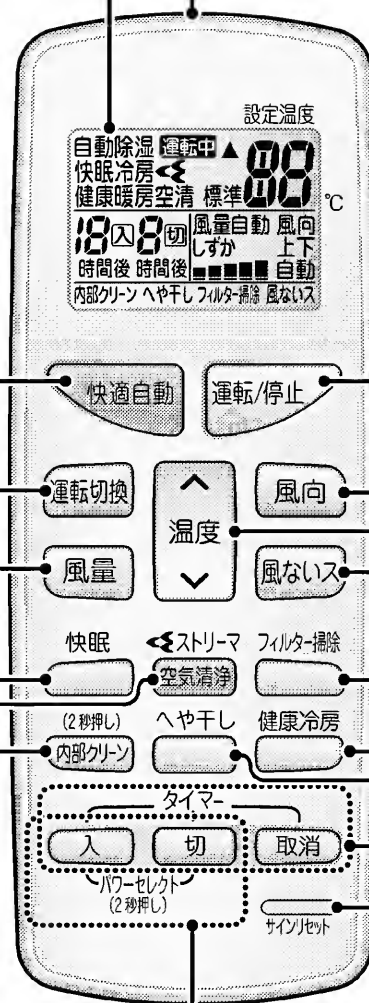 設定温度
自動除湿 運転中 ▲ 88
快眠冷房
健康暖房空清 標準 ℃
18 入 8 切 風量自動 風向
しずか 上下
時間後 時間後 自動
内部クリーン へや干し フィルター掃除 風ないス
快適自動 運転/停止
運転切換 風向
温度
風量 風ないス
快眠 ストリーマ フィルター掃除
空気清浄
(2秒押し) へや干し 健康冷房
内部クリーン
タイマー
入 切 取消
パワーセレクト
(2秒押し)
サインリセット